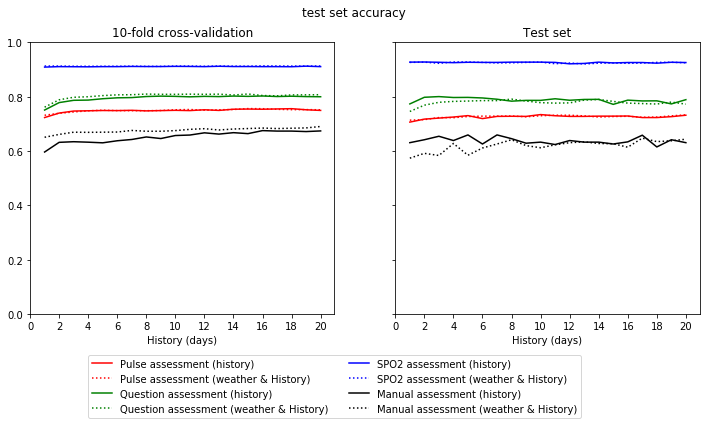 test set accuracy
10-fold cross-validation
Test set
1.0
0.8
0.6
0.4
0.2
0.0
0 2 4 6 8 10 12 14 16 18 20
0 2 4 6 8 10 12 14 16 18 20
History (days)
History (days)
Pulse assessment (history)
Pulse assessment (weather & History)
Question assessment (history)
Question assessment (weather & History)
SPO2 assessment (history)
SPO2 assessment (weather & History)
Manual assessment (history)
Manual assessment (weather & History)